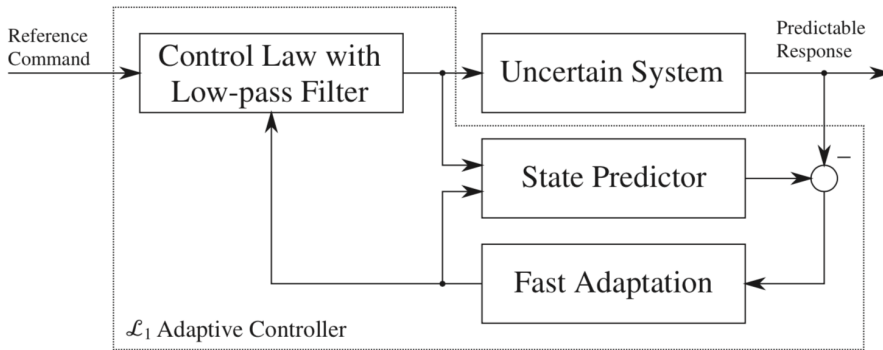 Reference
Command
Control Law with
Low-pass Filter
Uncertain System
Predictable
Response
State Predictor
−
Fast Adaptation
ℒ₁ Adaptive Controller